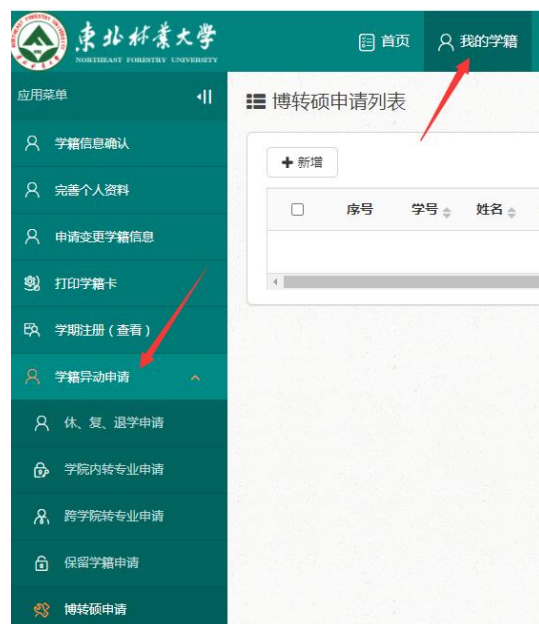 東北林業大学
NORTHEAST FORESTRY UNIVERSITY
首页
我的学籍
应用菜单
博转硕申请列表
学籍信息确认
新增
完善个人资料
序号 学号 姓名
申请变更学籍信息
打印学籍卡
学期注册（查看）
学籍异动申请
休、复、退学申请
学院内转专业申请
跨学院转专业申请
保留学籍申请
博转硕申请